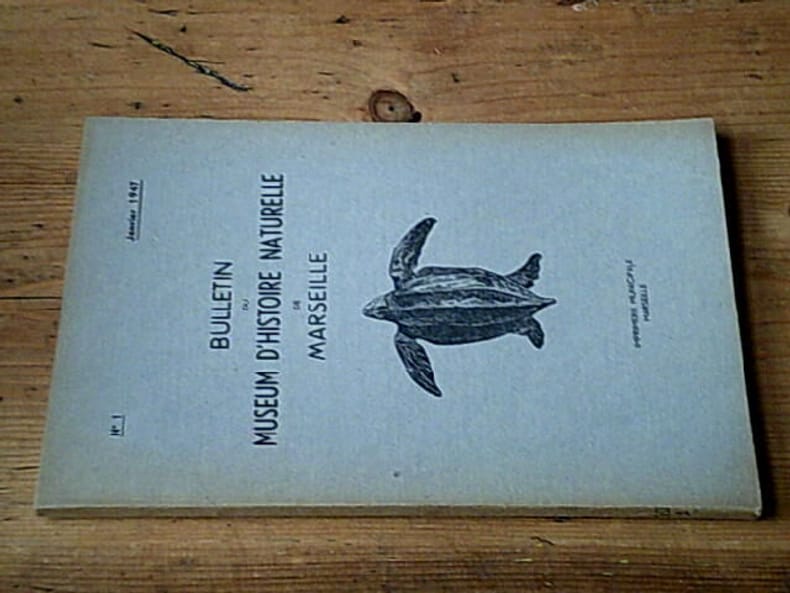 N° 1
Janvier 1947
BULLETIN
DU
MUSEUM D'HISTOIRE NATURELLE
DE
MARSEILLE
IMPRIMERIE MUNICIPALE
MARSEILLE